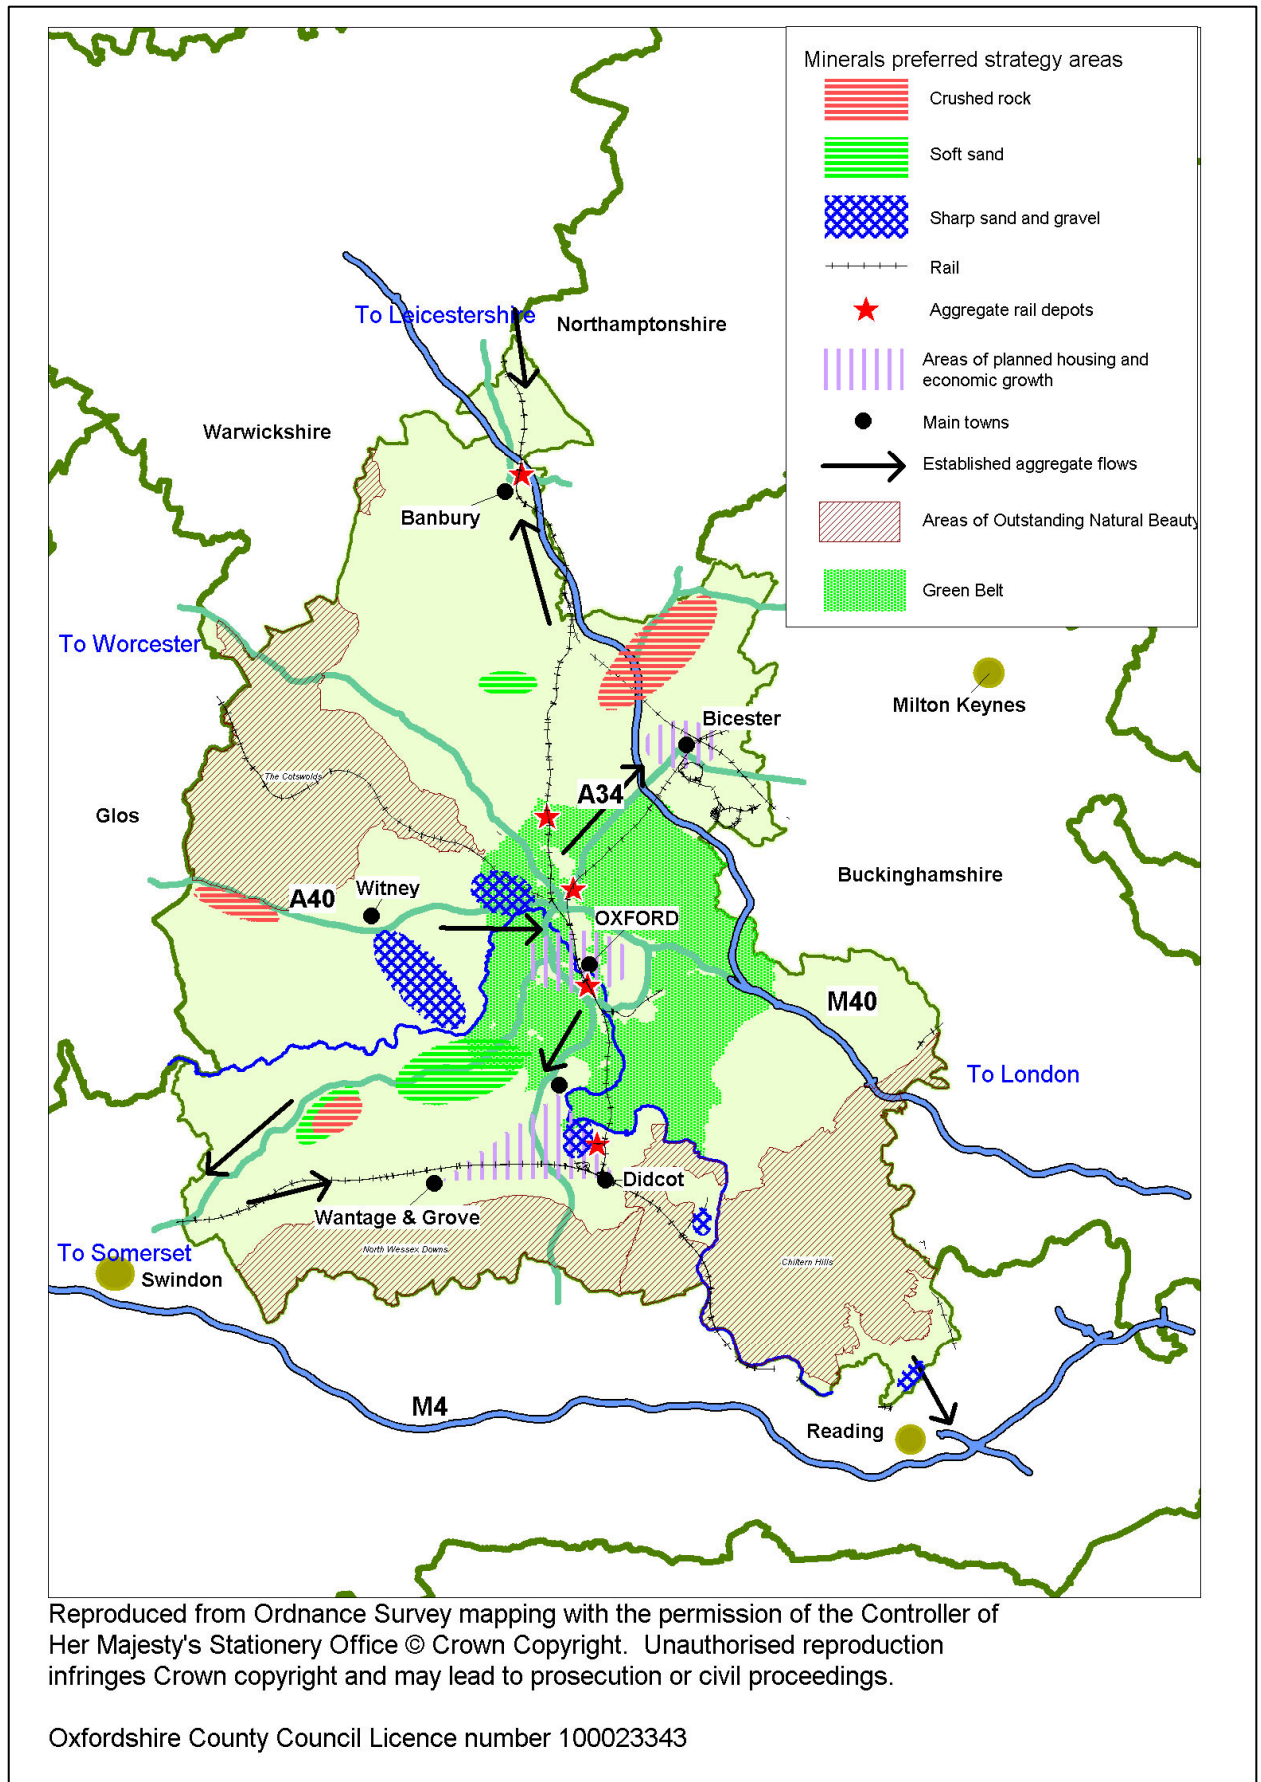 Minerals preferred strategy areas
Crushed rock
Soft sand
Sharp sand and gravel
Rail
Aggregate rail depots
Areas of planned housing and
economic growth
Main towns
Established aggregate flows
Areas of Outstanding Natural Beauty
Green Belt
To Leicestershire
Northamptonshire
Warwickshire
Banbury
To Worcester
Milton Keynes
Bicester
The Cotswolds
A34
Glos
Buckinghamshire
Witney
A40
OXFORD
M40
To London
Didcot
Wantage & Grove
North Wessex Downs
To Somerset
Swindon
Chiltern Hills
M4
Reading
Reproduced from Ordnance Survey mapping with the permission of the Controller of
Her Majesty's Stationery Office © Crown Copyright.  Unauthorised reproduction
infringes Crown copyright and may lead to prosecution or civil proceedings.
Oxfordshire County Council Licence number 100023343